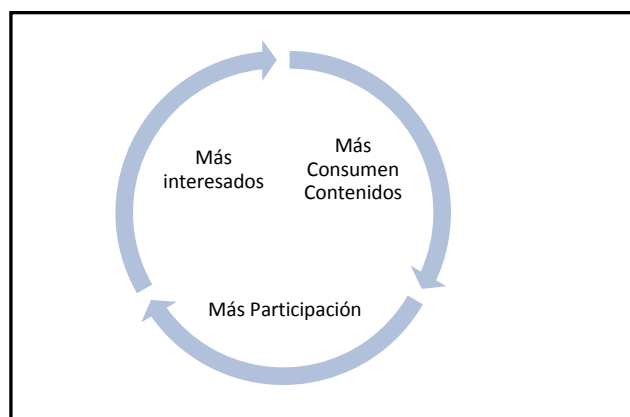 Más
interesados
Más
Consumen
Contenidos
Más Participación